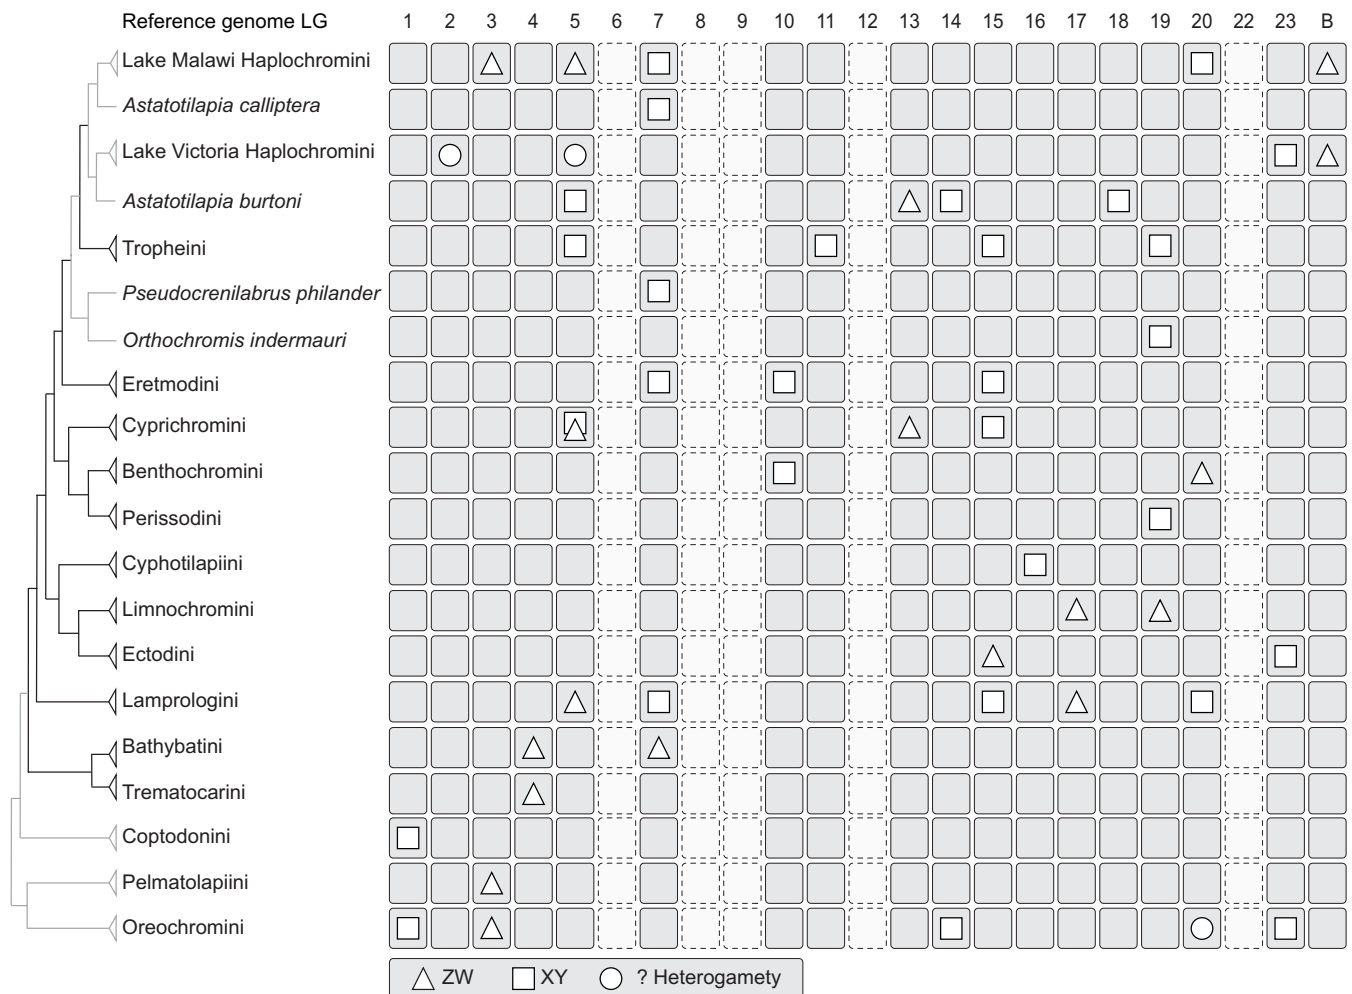 Reference genome LG 1 2 3 4 5 6 7 8 9 10 11 12 13 14 15 16 17 18 19 20 22 23 B
Lake Malawi Haplochromini
Astatotilapia calliptera
Lake Victoria Haplochromini
Astatotilapia burtoni
Tropheini
Pseudocrenilabrus philander
Orthochromis indermauri
Eretmodini
Cyprichromini
Benthochromini
Perissodini
Cyphotilapiini
Limnochromini
Ectodini
Lamprologini
Bathybatini
Trematocarini
Coptodonini
Pelmatolapiini
Oreochromini
ZW XY ? Heterogamety